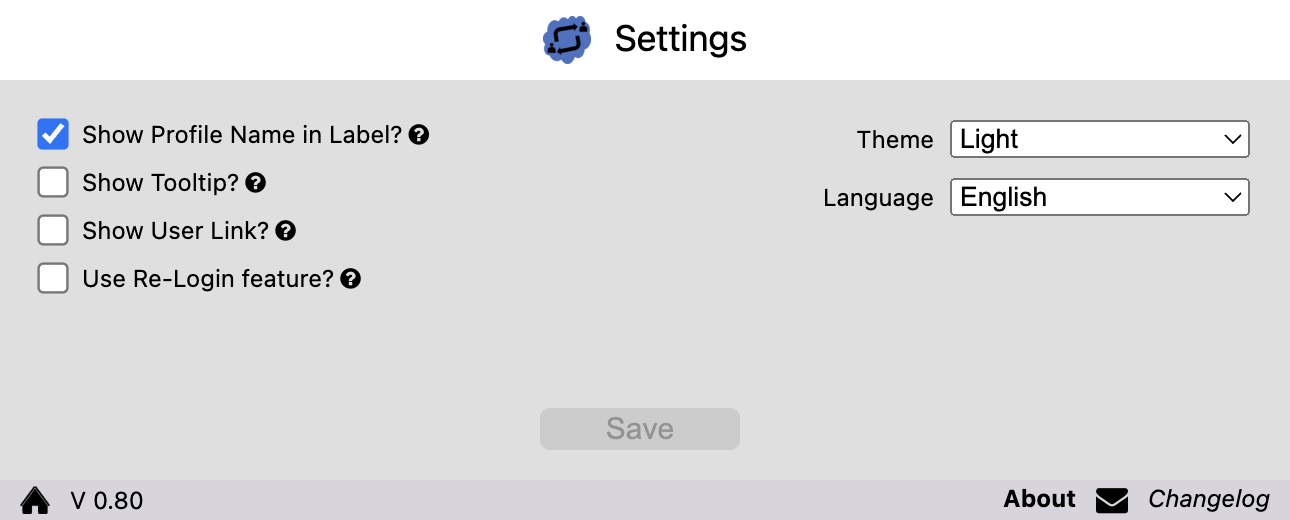 Settings
Show Profile Name in Label?
Show Tooltip?
Show User Link?
Use Re-Login feature?
Theme Light
Language English
Save
V 0.80 About Changelog